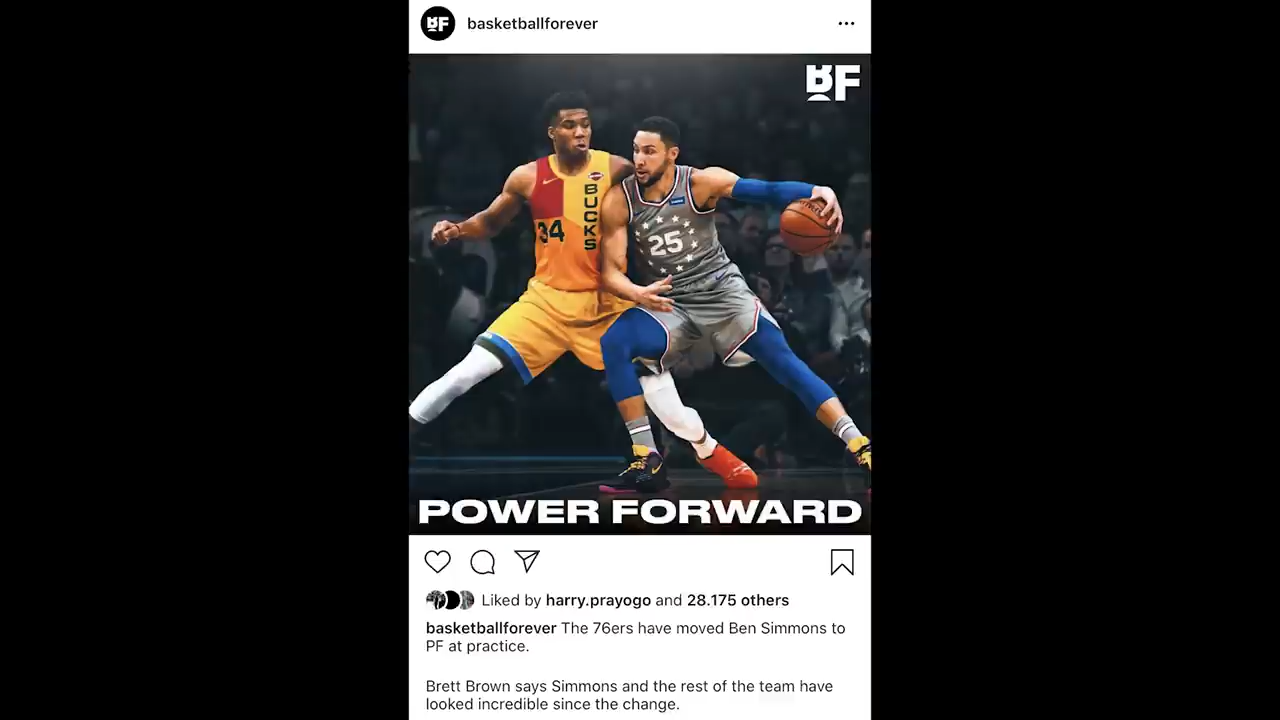 BF
basketballforever
BF
BUCKS
34
25
POWER FORWARD
Liked by harry.prayogo and 28.175 others
basketballforever The 76ers have moved Ben Simmons to
PF at practice.
Brett Brown says Simmons and the rest of the team have
looked incredible since the change.